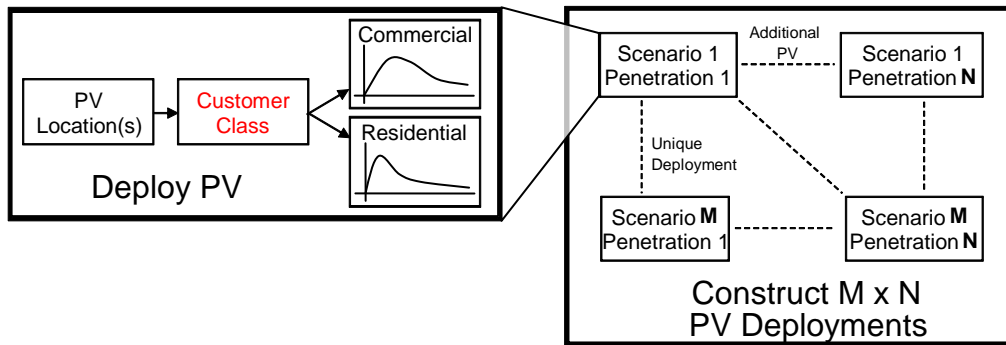 PV
Location(s)
Customer
Class
Commercial
Residential
Deploy PV
Scenario 1
Penetration 1
Additional
PV
Scenario 1
Penetration N
Unique
Deployment
Scenario M
Penetration 1
Scenario M
Penetration N
Construct M x N
PV Deployments